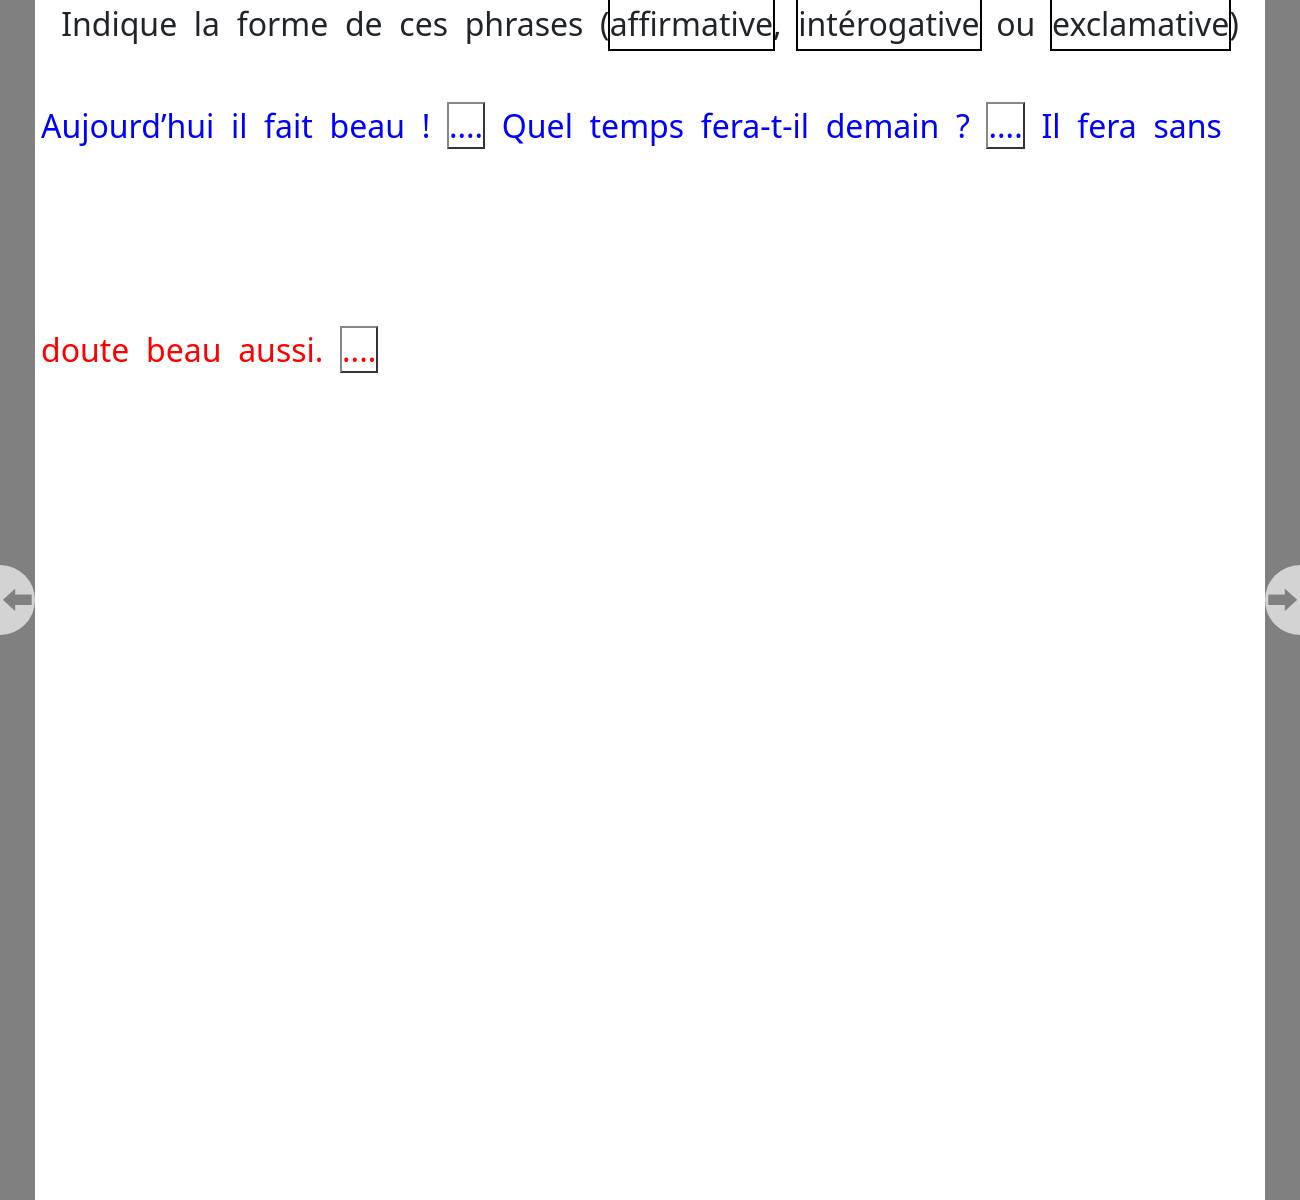 Indique la forme de ces phrases (affirmative, intérogative ou exclamative)
Aujourd’hui il fait beau ! .... Quel temps fera-t-il demain ? .... Il fera sans
doute beau aussi. ....